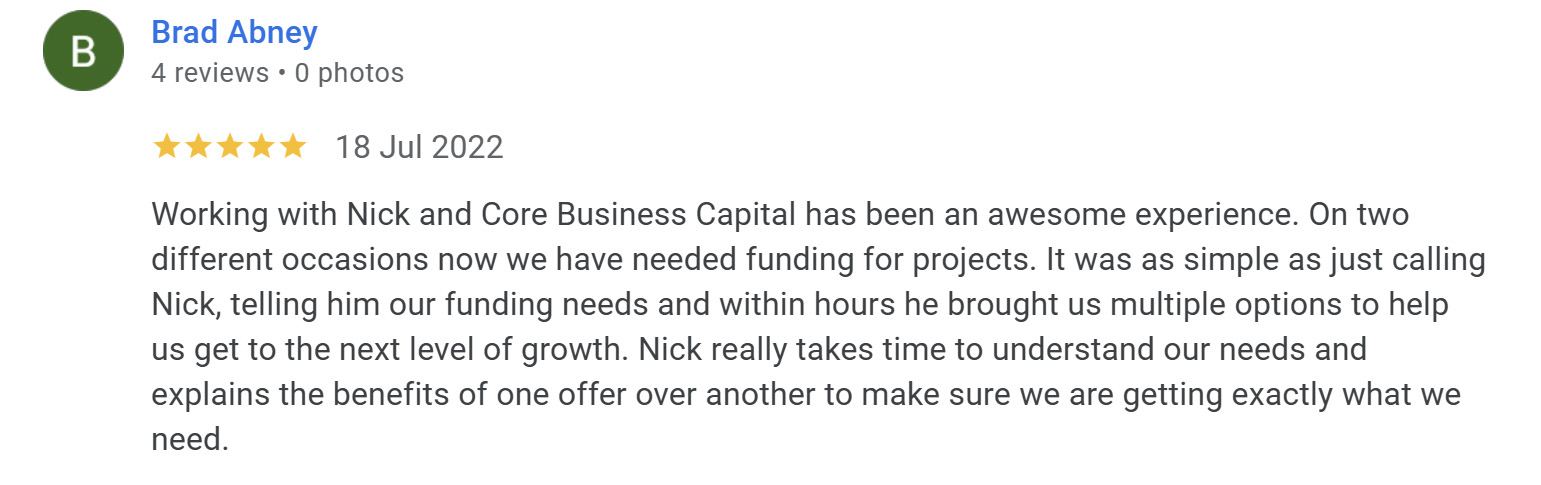 B
Brad Abney
4 reviews • 0 photos
18 Jul 2022
Working with Nick and Core Business Capital has been an awesome experience. On two
different occasions now we have needed funding for projects. It was as simple as just calling
Nick, telling him our funding needs and within hours he brought us multiple options to help
us get to the next level of growth. Nick really takes time to understand our needs and
explains the benefits of one offer over another to make sure we are getting exactly what we
need.